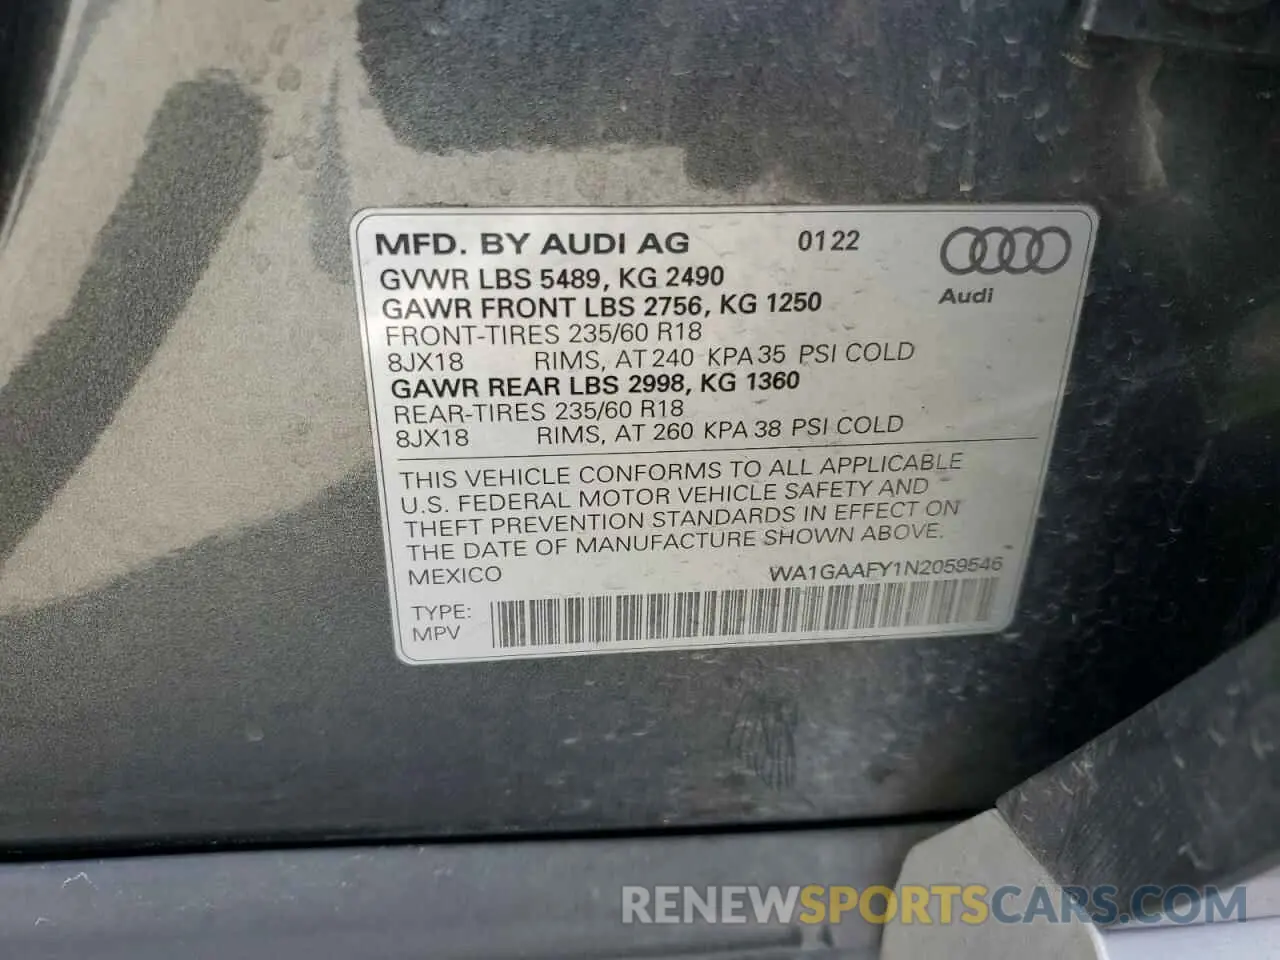 MFD. BY AUDI AG 0122
GVWR LBS 5489, KG 2490
GAWR FRONT LBS 2756, KG 1250
Audi
FRONT-TIRES 235/60 R18
8JX18 RIMS, AT 240 KPA 35 PSI COLD
GAWR REAR LBS 2998, KG 1360
REAR-TIRES 235/60 R18
8JX18 RIMS, AT 260 KPA 38 PSI COLD
THIS VEHICLE CONFORMS TO ALL APPLICABLE
U.S. FEDERAL MOTOR VEHICLE SAFETY AND
THEFT PREVENTION STANDARDS IN EFFECT ON
THE DATE OF MANUFACTURE SHOWN ABOVE.
MEXICO WA1GAAFY1N2059546
TYPE:
MPV
RENEWSPORTSCARS.COM